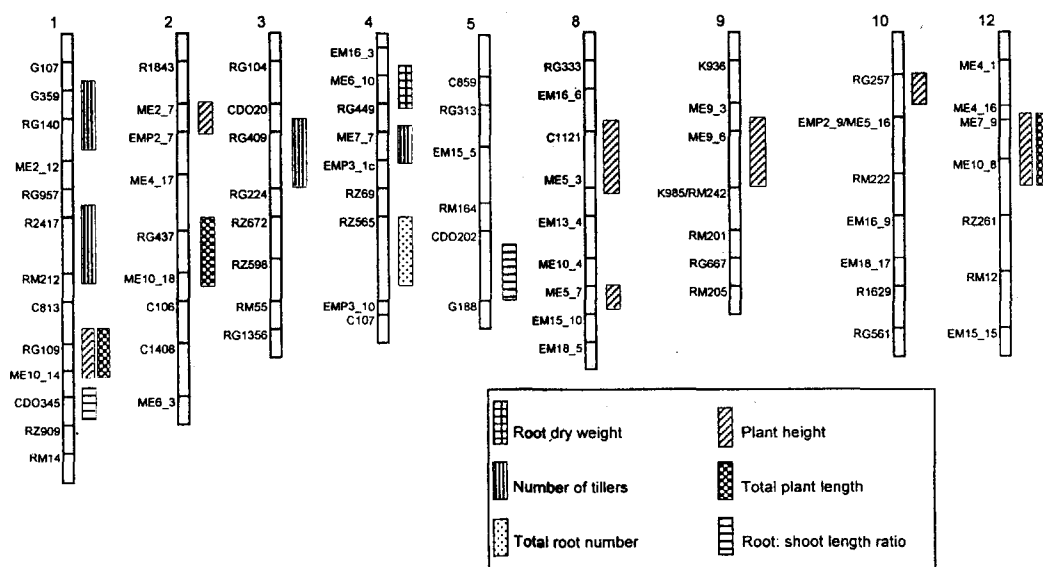 1 2 3 4 5 8 9 10 12
G107
G359
RG140
ME2_12
RG957
R2417
RM212
C813
RG109
ME10_14
CDO345
RZ909
RM14
R1843
ME2_7
EMP2_7
ME4_17
RG437
ME10_18
C106
C1408
ME6_3
RG104
CDO20
RG409
RG224
RZ672
RZ598
RM55
RG1356
EM16_3
ME6_10
RG449
ME7_7
EMP3_1c
RZ69
RZ565
EMP3_10
C107
C859
RG313
EM15_5
RM164
CDO202
G188
RG333
EM16_6
C1121
ME5_3
EM13_4
ME10_4
ME5_7
EM15_10
EM18_5
K936
ME9_3
ME9_6
K985/RM242
RM201
RG667
RM205
RG257
EMP2_9/ME5_16
RM222
EM16_9
EM18_17
R1629
RG561
ME4_1
ME4_16
ME7_9
ME10_8
RZ261
RM12
EM15_15
Root dry weight
Number of tillers
Total root number
Plant height
Total plant length
Root: shoot length ratio